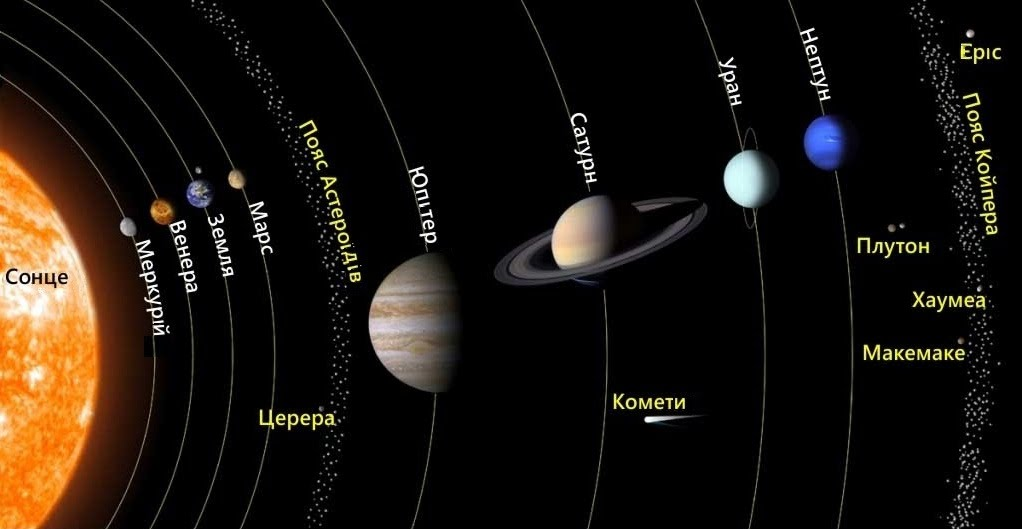 Сонце
Меркурій
Венера
Земля
Марс
Пояс Астероїдів
Церера
Юпітер
Сатурн
Комети
Уран
Нептун
Плутон
Хаумеа
Макемаке
Пояс Койпера
Еріс